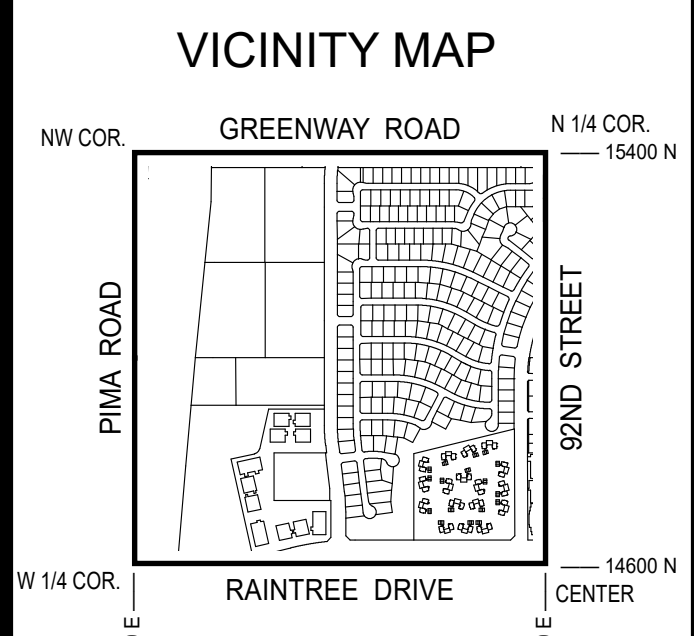 VICINITY MAP
NW COR.
GREENWAY ROAD
N 1/4 COR.
15400 N
PIMA ROAD
92ND STREET
14600 N
W 1/4 COR.
RAINTREE DRIVE
CENTER
E
E